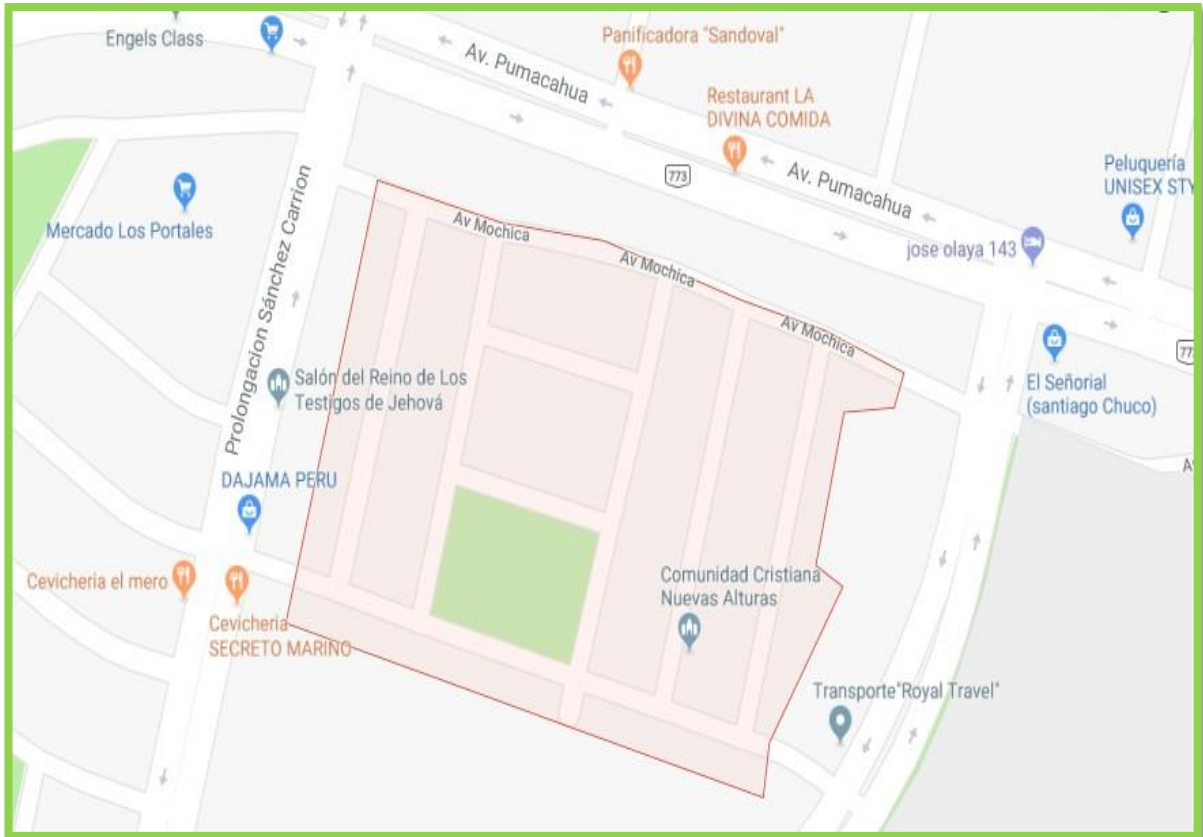 Engels Class
Panificadora "Sandoval"
Av. Pumacahua
Restaurant LA
DIVINA COMIDA
773
Av. Pumacahua
Peluquería
UNISEX STY
Mercado Los Portales
Prolongacion Sánchez Carrion
Av Mochica
Av Mochica
jose olaya 143
Av Mochica
77
El Señorial
(santiago Chuco)
Salón del Reino de Los
Testigos de Jehová
A
DAJAMA PERU
Cevicheria el mero
Comunidad Cristiana
Nuevas Alturas
Cevicheria
SECRETO MARINO
Transporte"Royal Travel"